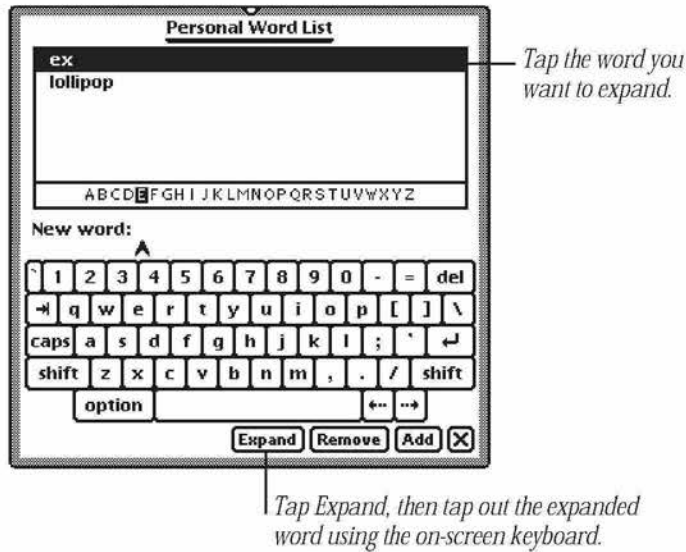 Personal Word List
ex
lollipop
Tap the word you
want to expand.
ABCDEFGHIJKLMNOPQRSTUVWXYZ
New word:
` 1 2 3 4 5 6 7 8 9 0 - = del
⇥ q w e r t y u i o p [ ] \
caps a s d f g h j k l ; ' ↵
shift z x c v b n m , . / shift
option ⇠ ⇢
Expand Remove Add X
Tap Expand, then tap out the expanded
word using the on-screen keyboard.